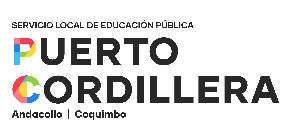 SERVICIO LOCAL DE EDUCACIÓN PÚBLICA
PUERTO
CORDILLERA
Andacollo | Coquimbo